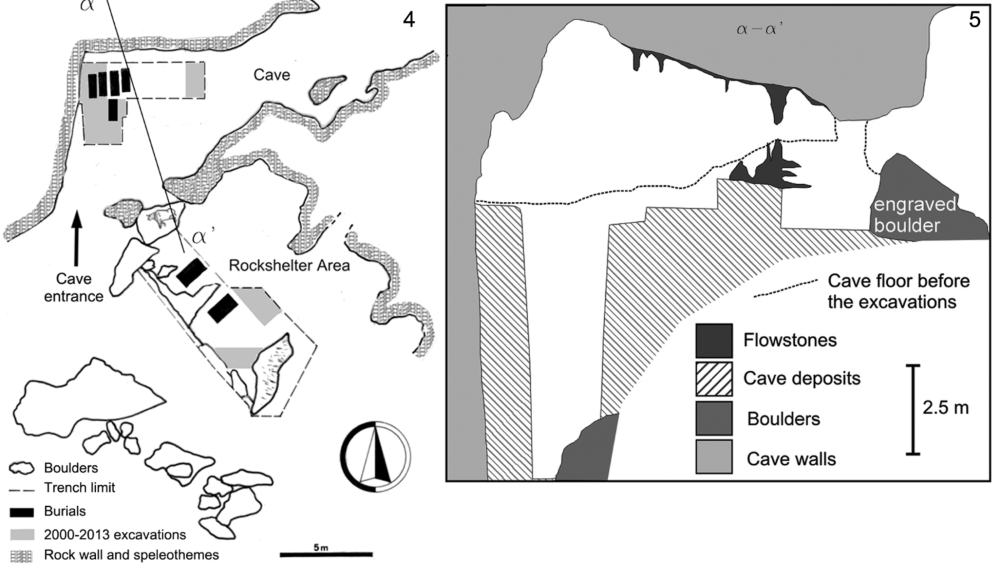 α
4
Cave
α’
Rockshelter Area
Cave
entrance
Boulders
Trench limit
Burials
2000-2013 excavations
Rock wall and speleothemes
5m
5
α – α’
engraved
boulder
Cave floor before
the excavations
Flowstones
Cave deposits
Boulders
Cave walls
2.5 m